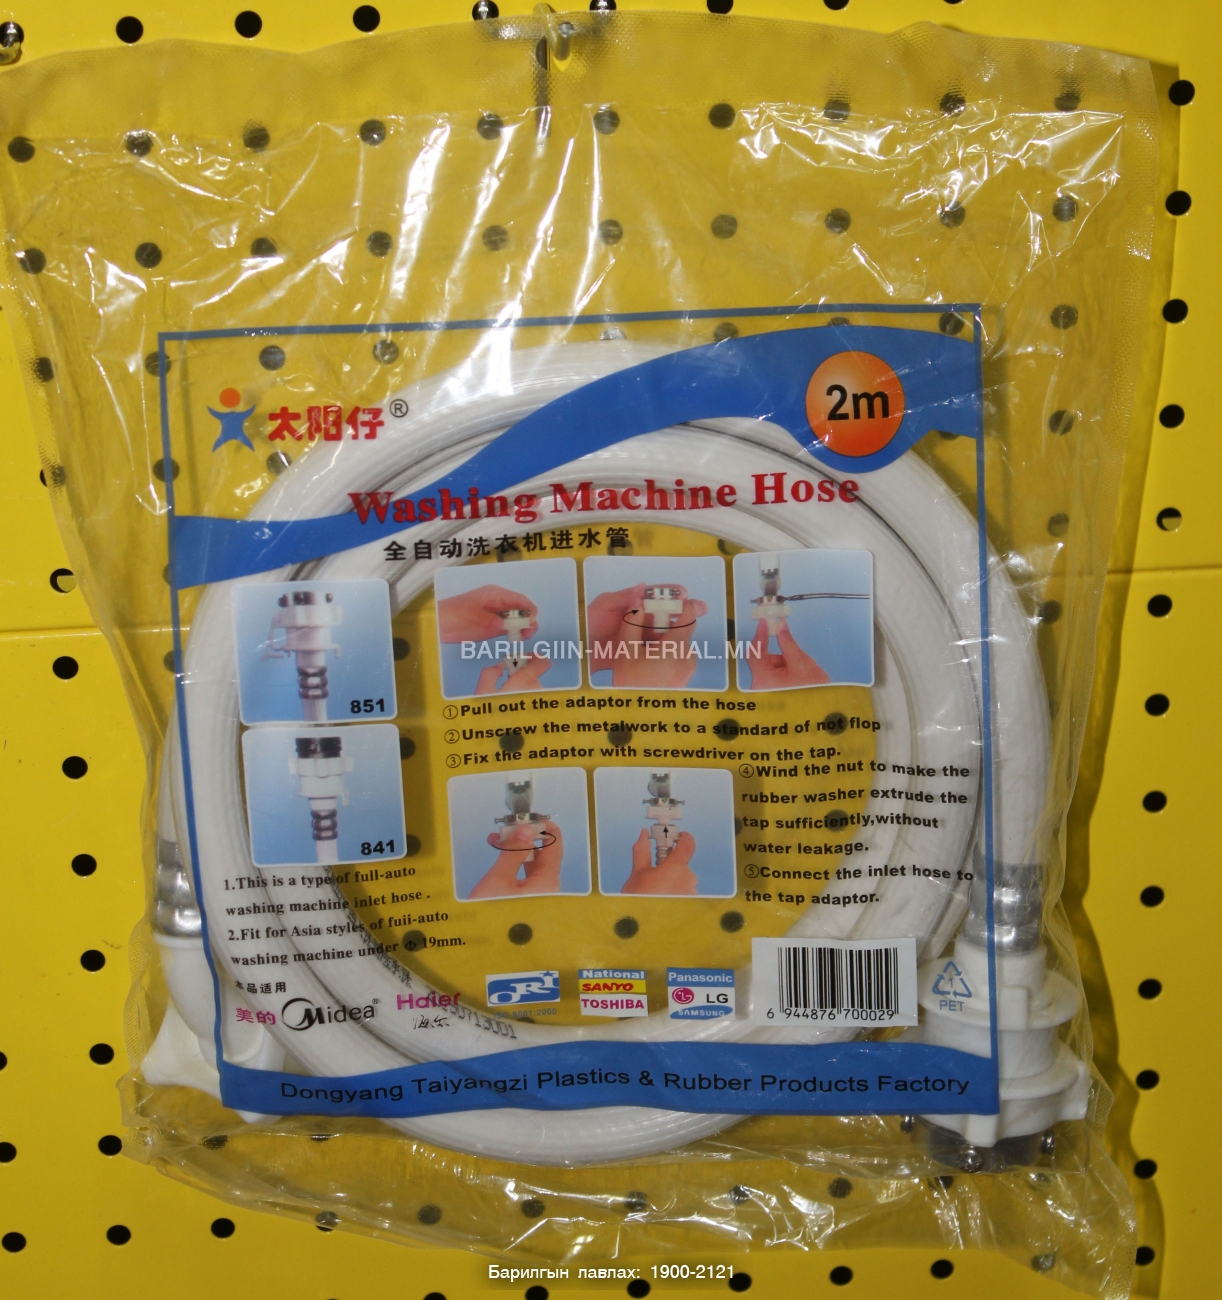 2m
太阳仔®
Washing Machine Hose
全自动洗衣机进水管
851
841
BARILGIIN-MATERIAL.MN
①Pull out the adaptor from the hose
②Unscrew the metalwork to a standard of not flop
③Fix the adaptor with screwdriver on the tap.
④Wind the nut to make the
rubber washer extrude the
tap sufficiently,without
water leakage.
⑤Connect the inlet hose to
the tap adaptor.
1.This is a type of full-auto
washing machine inlet hose .
2.Fit for Asia styles of fuii-auto
washing machine under Φ 19mm.
本品适用
美的 Midea® Haier
ORi
ISO 9001:2000
National
SANYO
TOSHIBA
Panasonic
LG
SAMSUNG
6 944876 700029
1
PET
Dongyang Taiyangzi Plastics & Rubber Products Factory
Барилгын лавлах: 1900-2121